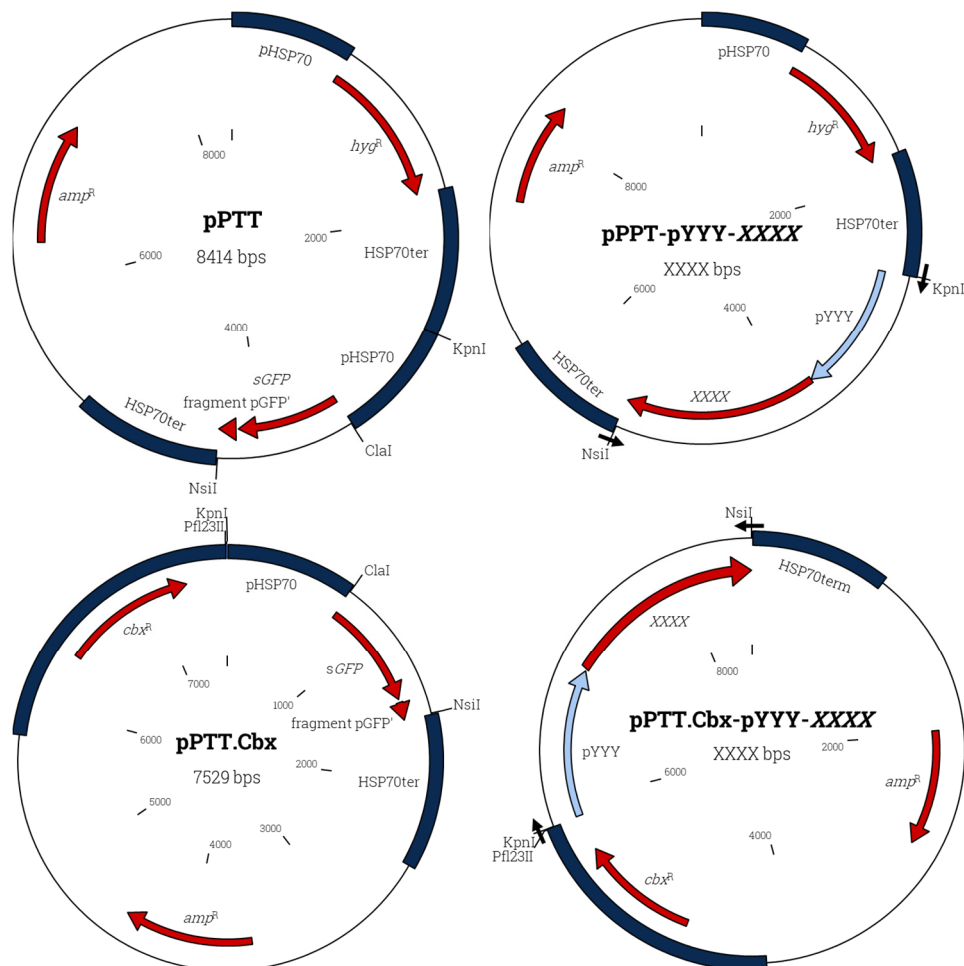 pHSP70
hygR
ampR
8000
pPTT
8414 bps
2000
6000
HSP70ter
4000
pHSP70
KpnI
sGFP
fragment pGFP'
HSP70ter
ClaI
NsiI
pHSP70
hygR
ampR
8000
2000
HSP70ter
pPPT-pYYY-XXXX
XXXX bps
KpnI
6000
4000
pYYY
HSP70ter
XXXX
NsiI
KpnI
Pfl23II
pHSP70
ClaI
cbxR
sGFP
7000
1000
NsiI
fragment pGFP'
6000
pPTT.Cbx
7529 bps
2000
HSP70ter
5000
4000
3000
ampR
NsiI
HSP70term
XXXX
8000
pPTT.Cbx-pYYY-XXXX
XXXX bps
2000
pYYY
6000
ampR
KpnI
Pfl23II
4000
cbxR